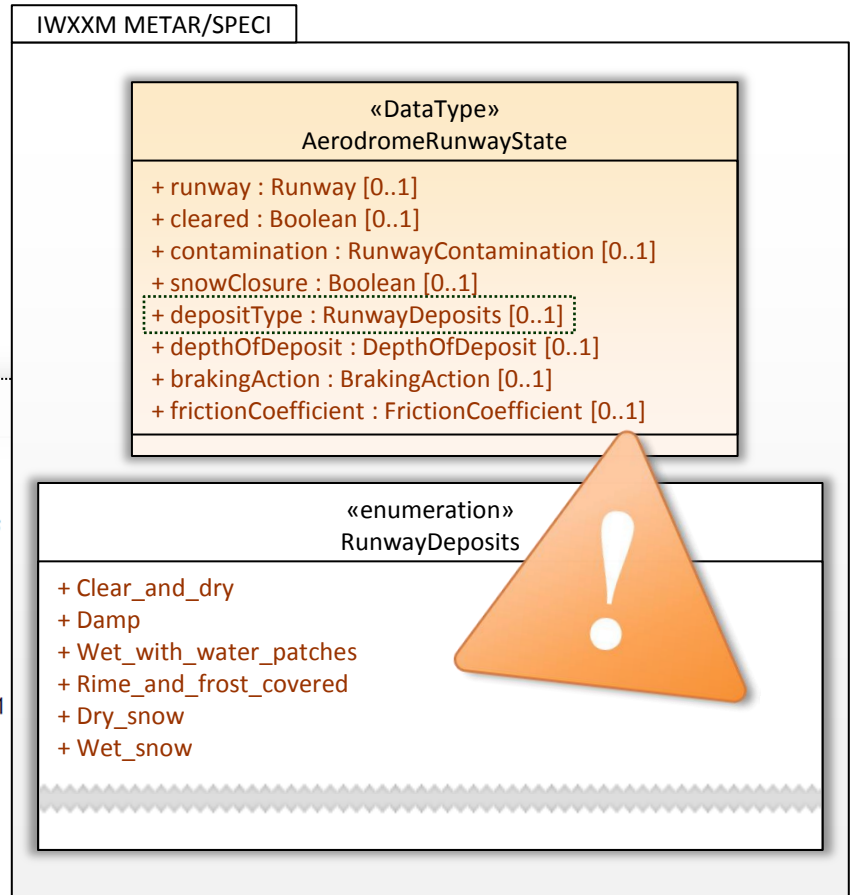 IWXXM METAR/SPECI
«DataType»
AerodromeRunwayState
+ runway : Runway [0..1]
+ cleared : Boolean [0..1]
+ contamination : RunwayContamination [0..1]
+ snowClosure : Boolean [0..1]
+ depositType : RunwayDeposits [0..1]
+ depthOfDeposit : DepthOfDeposit [0..1]
+ brakingAction : BrakingAction [0..1]
+ frictionCoefficient : FrictionCoefficient [0..1]
«enumeration»
RunwayDeposits
+ Clear_and_dry
+ Damp
+ Wet_with_water_patches
+ Rime_and_frost_covered
+ Dry_snow
+ Wet_snow
!